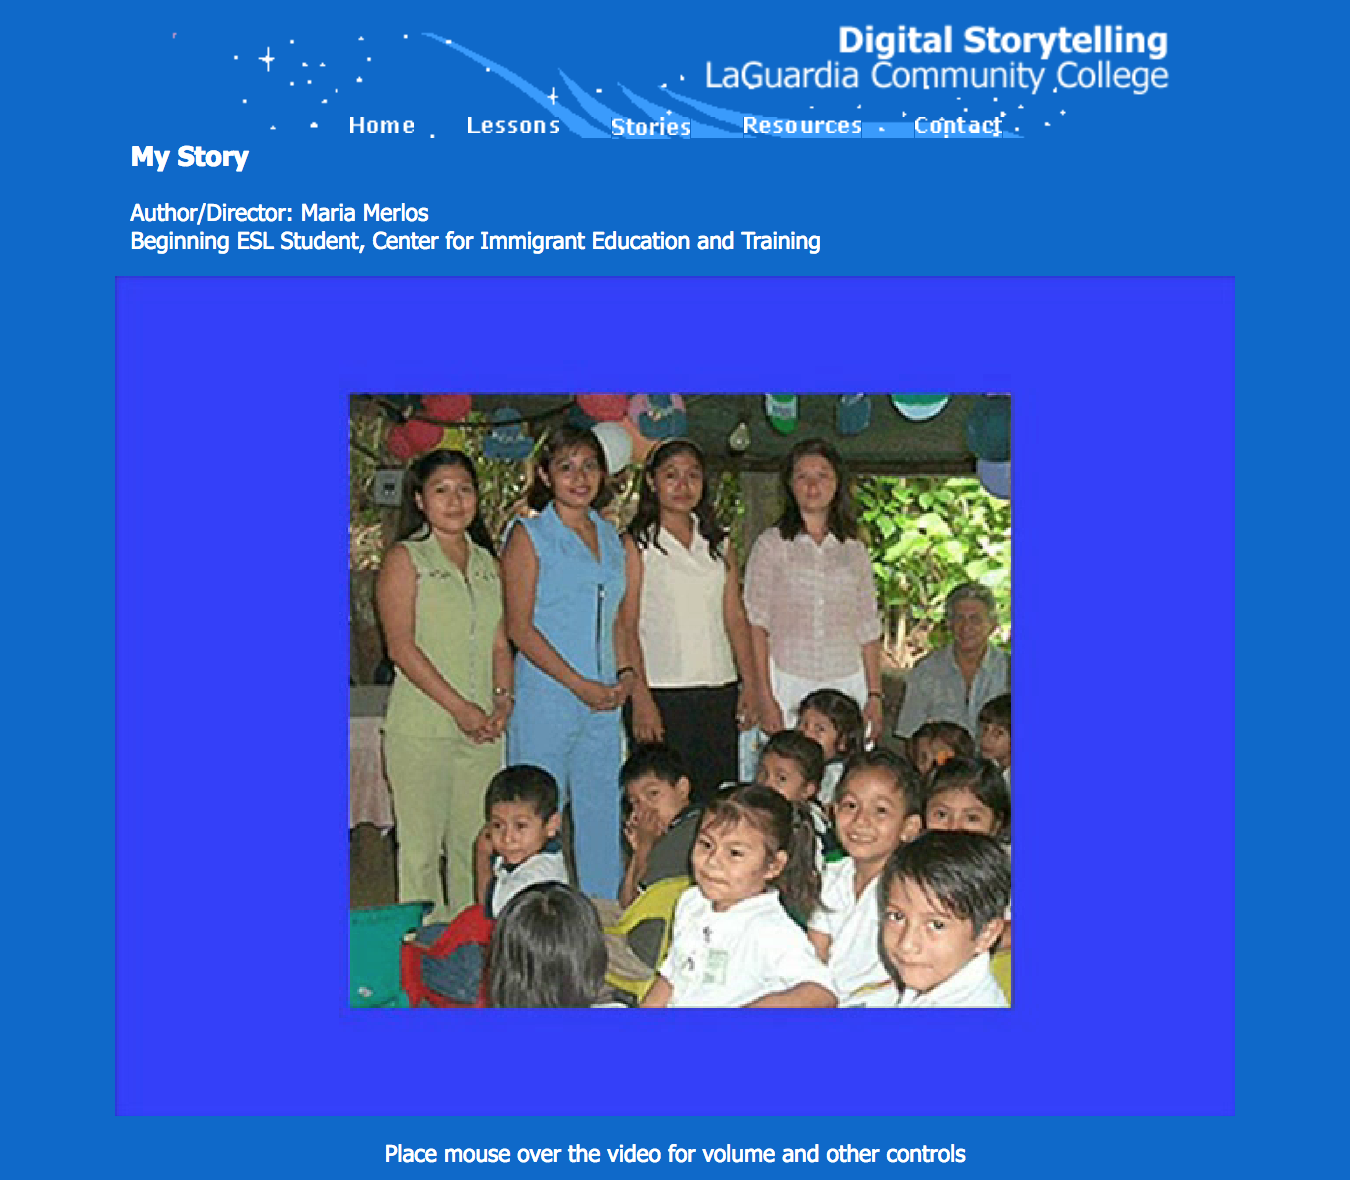 Digital Storytelling
LaGuardia Community College
Home Lessons Stories Resources Contact
My Story
Author/Director: Maria Merlos
Beginning ESL Student, Center for Immigrant Education and Training
Place mouse over the video for volume and other controls